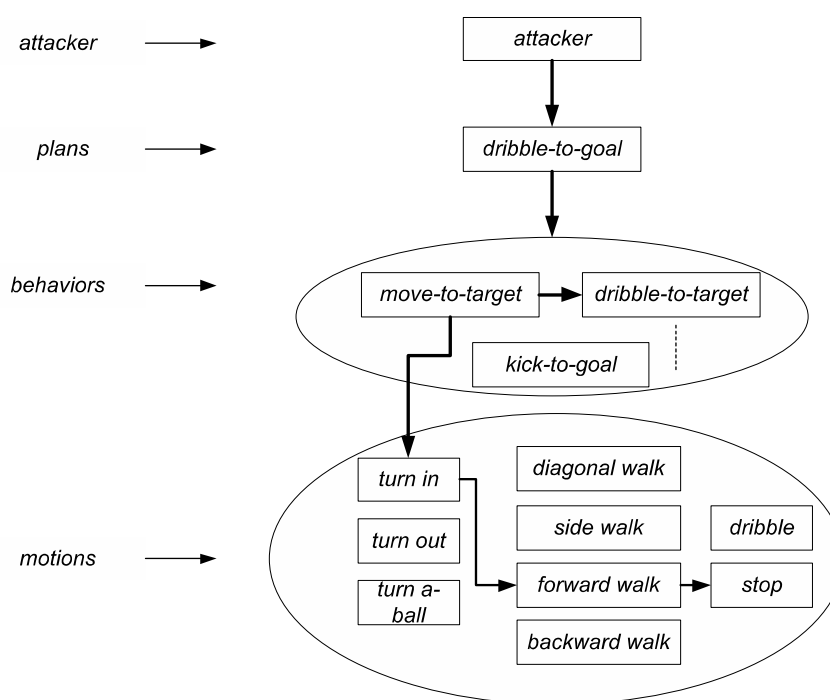 attacker
attacker
plans
dribble-to-goal
behaviors
move-to-target
dribble-to-target
kick-to-goal
motions
turn in
turn out
turn a-
ball
diagonal walk
side walk
forward walk
backward walk
dribble
stop